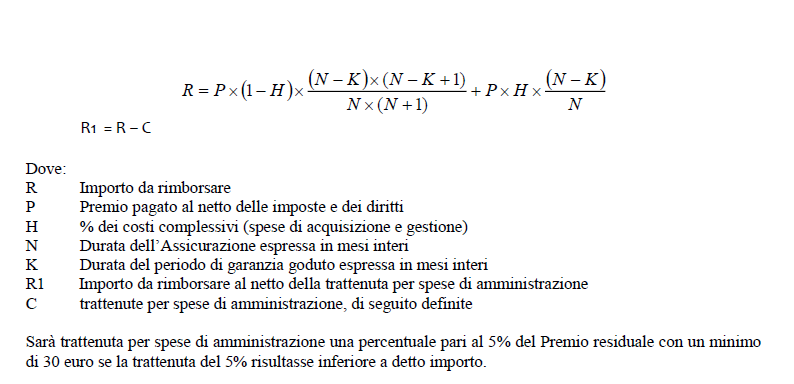 R = P × (1 − H) × (N − K) × (N − K + 1) / N × (N + 1) + P × H × (N − K) / N
R1 = R – C
Dove:
R Importo da rimborsare
P Premio pagato al netto delle imposte e dei diritti
H % dei costi complessivi (spese di acquisizione e gestione)
N Durata dell'Assicurazione espressa in mesi interi
K Durata del periodo di garanzia goduto espressa in mesi interi
R1 Importo da rimborsare al netto della trattenuta per spese di amministrazione
C trattenute per spese di amministrazione, di seguito definite
Sarà trattenuta per spese di amministrazione una percentuale pari al 5% del Premio residuale con un minimo
di 30 euro se la trattenuta del 5% risultasse inferiore a detto importo.